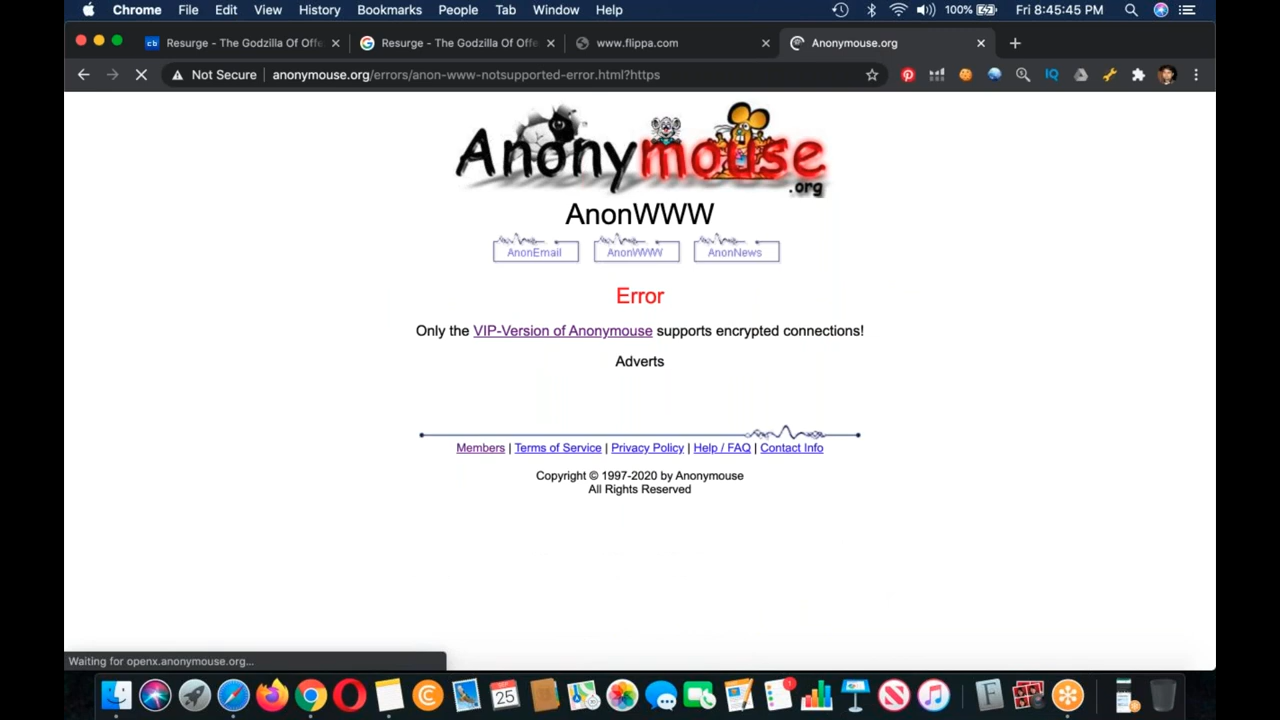 Chrome File Edit View History Bookmarks People Tab Window Help 100% Fri 8:45:45 PM
cb Resurge - The Godzilla Of Offe Resurge - The Godzilla Of Offe www.flippa.com Anonymouse.org
Not Secure anonymouse.org/errors/anon-www-notsupported-error.html?https IQ
Anonymouse
.org
AnonWWW
AnonEmail AnonWWW AnonNews
Error
Only the VIP-Version of Anonymouse supports encrypted connections!
Adverts
Members | Terms of Service | Privacy Policy | Help / FAQ | Contact Info
Copyright © 1997-2020 by Anonymouse
All Rights Reserved
Waiting for openx.anonymouse.org...
25 1